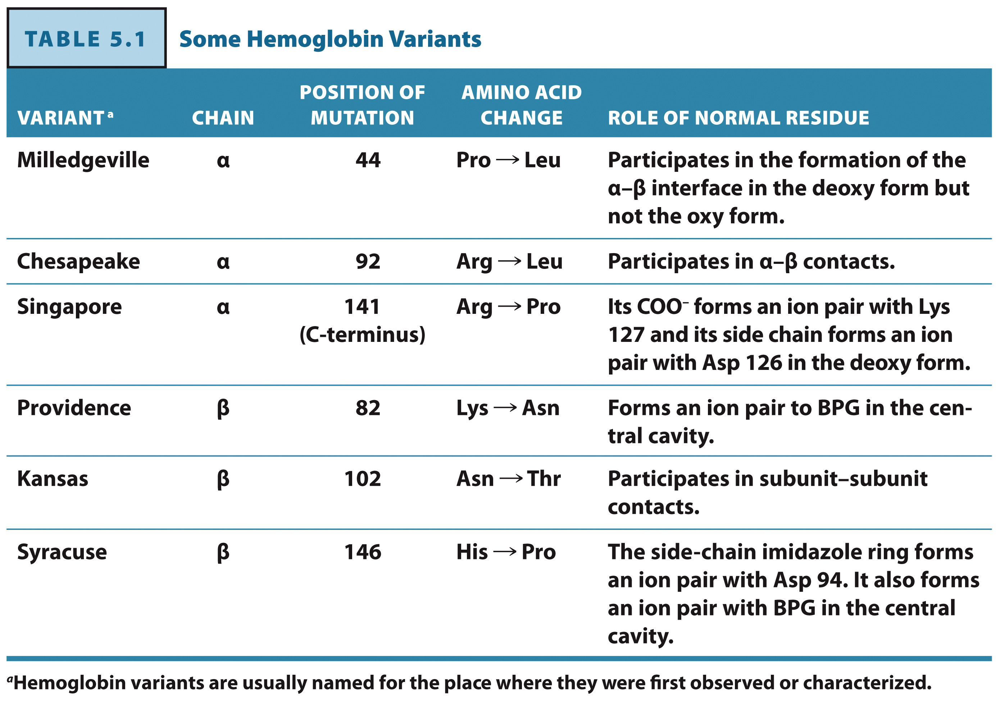 TABLE 5.1 Some Hemoglobin Variants
POSITION OF AMINO ACID
VARIANT a CHAIN MUTATION CHANGE ROLE OF NORMAL RESIDUE
Milledgeville α 44 Pro → Leu Participates in the formation of the
α–β interface in the deoxy form but
not the oxy form.
Chesapeake α 92 Arg → Leu Participates in α–β contacts.
Singapore α 141 Arg → Pro Its COO– forms an ion pair with Lys
(C-terminus) 127 and its side chain forms an ion
pair with Asp 126 in the deoxy form.
Providence β 82 Lys → Asn Forms an ion pair to BPG in the cen-
tral cavity.
Kansas β 102 Asn → Thr Participates in subunit–subunit
contacts.
Syracuse β 146 His → Pro The side-chain imidazole ring forms
an ion pair with Asp 94. It also forms
an ion pair with BPG in the central
cavity.
aHemoglobin variants are usually named for the place where they were first observed or characterized.